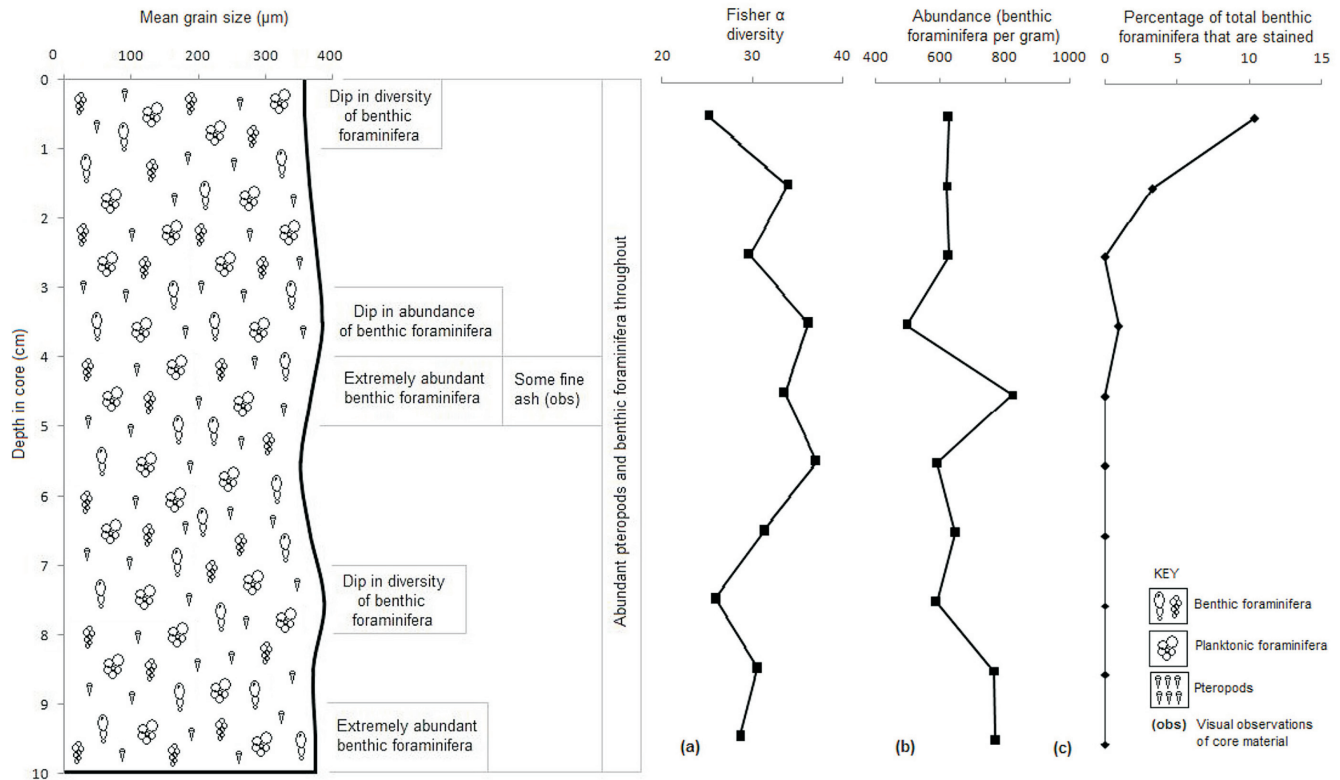 Mean grain size (µm)
0 100 200 300 400
Fisher α
diversity
20 30 40
Abundance (benthic
foraminifera per gram)
400 600 800 1000
Percentage of total benthic
foraminifera that are stained
0 5 10 15
Depth in core (cm)
0
1
2
3
4
5
6
7
8
9
10
Dip in diversity
of benthic
foraminifera
Dip in abundance
of benthic foraminifera
Extremely abundant
benthic foraminifera
Some fine
ash (obs)
Dip in diversity
of benthic
foraminifera
Extremely abundant
benthic foraminifera
Abundant pteropods and benthic foraminifera throughout
(a)
(b)
(c)
KEY
Benthic foraminifera
Planktonic foraminifera
Pteropods
(obs) Visual observations
of core material